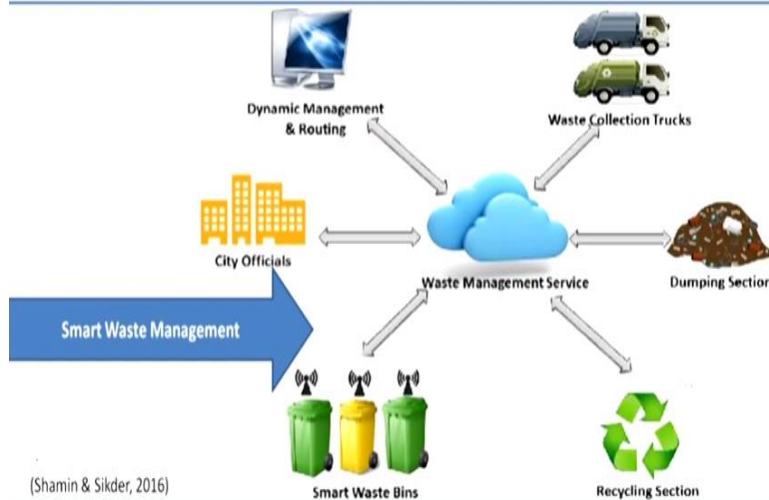 Dynamic Management
& Routing
Waste Collection Trucks
City Officials
Waste Management Service
Dumping Section
Smart Waste Management
Smart Waste Bins
Recycling Section
(Shamin & Sikder, 2016)